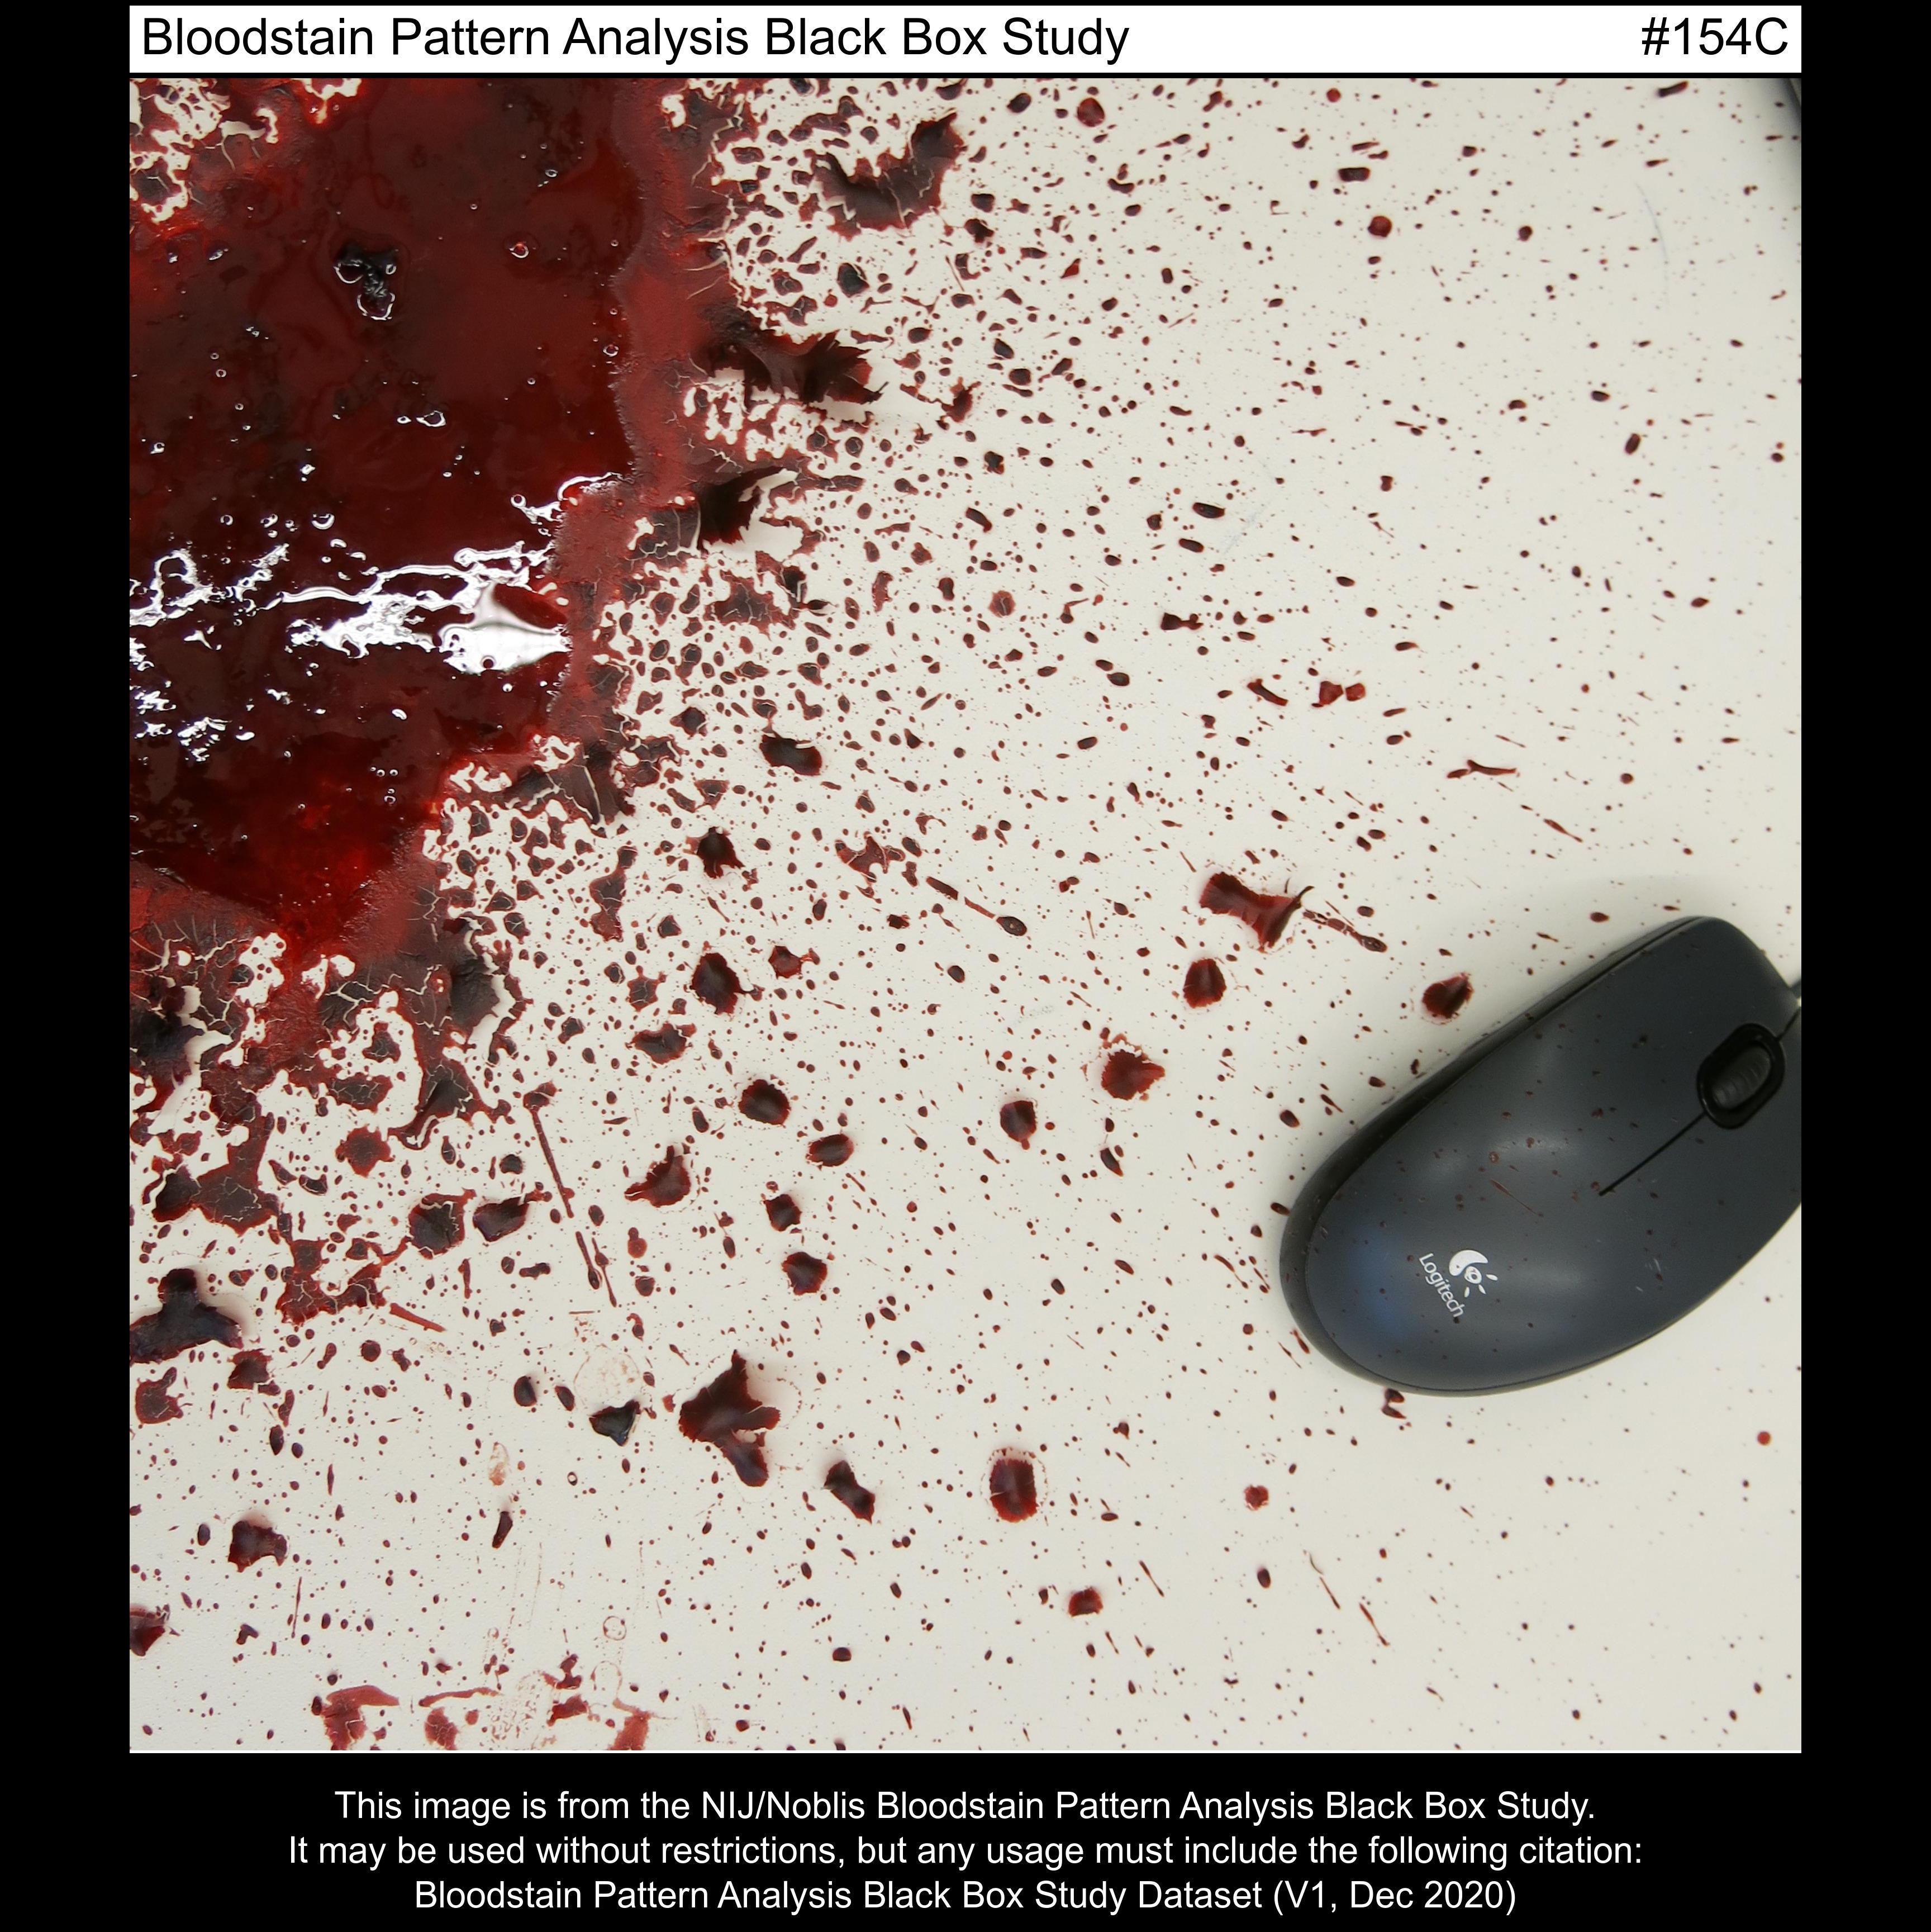 Bloodstain Pattern Analysis Black Box Study #154C
Logitech
This image is from the NIJ/Noblis Bloodstain Pattern Analysis Black Box Study.
It may be used without restrictions, but any usage must include the following citation:
Bloodstain Pattern Analysis Black Box Study Dataset (V1, Dec 2020)